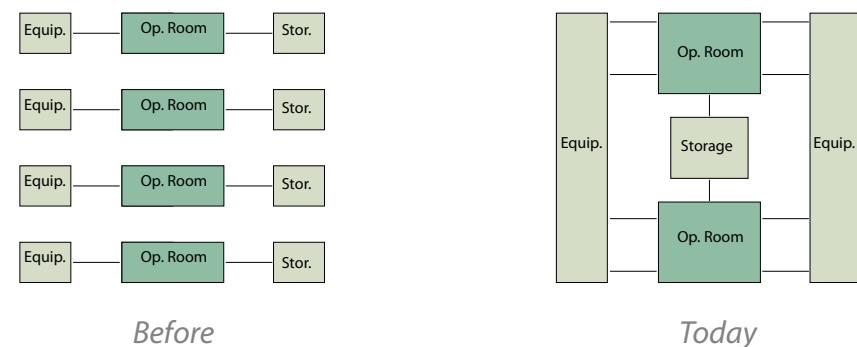 Equip.
Op. Room
Stor.
Equip.
Op. Room
Stor.
Equip.
Op. Room
Stor.
Equip.
Op. Room
Stor.
Before
Op. Room
Equip.
Storage
Equip.
Op. Room
Today